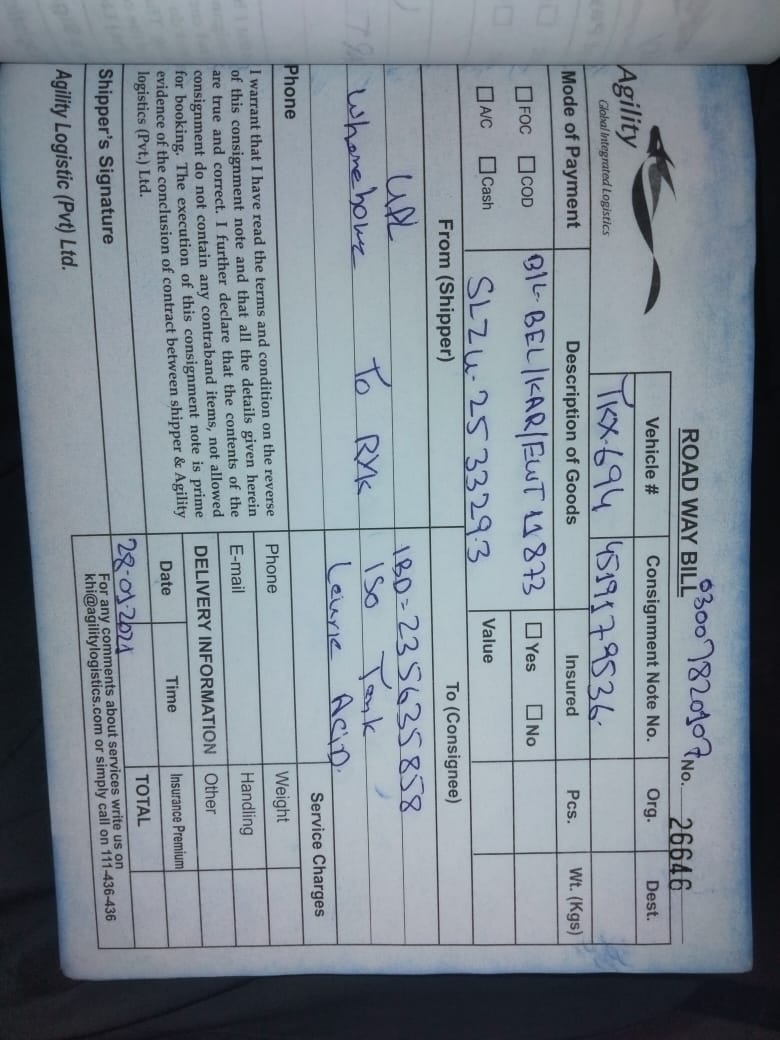 ROAD WAY BILL 03007820107 No. 26646
Agility
Global Integrated Logistics
Vehicle # Consignment Note No. Org. Dest.
TKX-694 4519179536
Mode of Payment Description of Goods Insured Pcs. Wt. (Kgs)
FOC COD B/L- BEL/KAR/EWT 11873 Yes No
A/C Cash SLZU-2533293 Value
From (Shipper) To (Consignee)
UPL IBD=235635858
To RYK ISO Tank
Lauric ACID.
Service Charges
Phone
Phone Weight
E-mail Handling
I warrant that I have read the terms and condition on the reverse
of this consignment note and that all the details given herein
are true and correct. I further declare that the contents of the
consignment do not contain any contraband items, not allowed
for booking. The execution of this consignment note is prime
evidence of the conclusion of contract between shipper & Agility
logistics (Pvt.) Ltd.
DELIVERY INFORMATION Other
Date Time Insurance Premium
28-01-2021 TOTAL
Shipper's Signature
For any comments about services write us on
khi@agilitylogistics.com or simply call on 111-436-436
Agility Logistic (Pvt) Ltd.